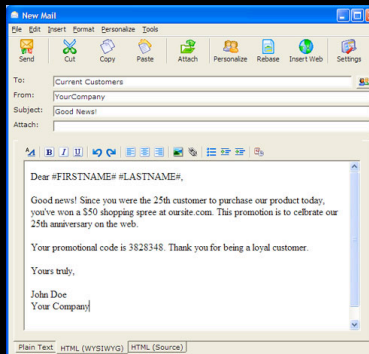 New Mail
File Edit Insert Format Personalize Tools
Send Cut Copy Paste Attach Personalize Rebase Insert Web Settings
To: Current Customers
From: YourCompany
Subject: Good News!
Attach:
B I U
Dear #FIRSTNAME# #LASTNAME#,
Good news! Since you were the 25th customer to purchase our product today,
you've won a $50 shopping spree at oursite.com. This promotion is to celbrate our
25th anniversary on the web.
Your promotional code is 3828348. Thank you for being a loyal customer.
Yours truly,
John Doe
Your Company
Plain Text HTML (WYSIWYG) HTML (Source)